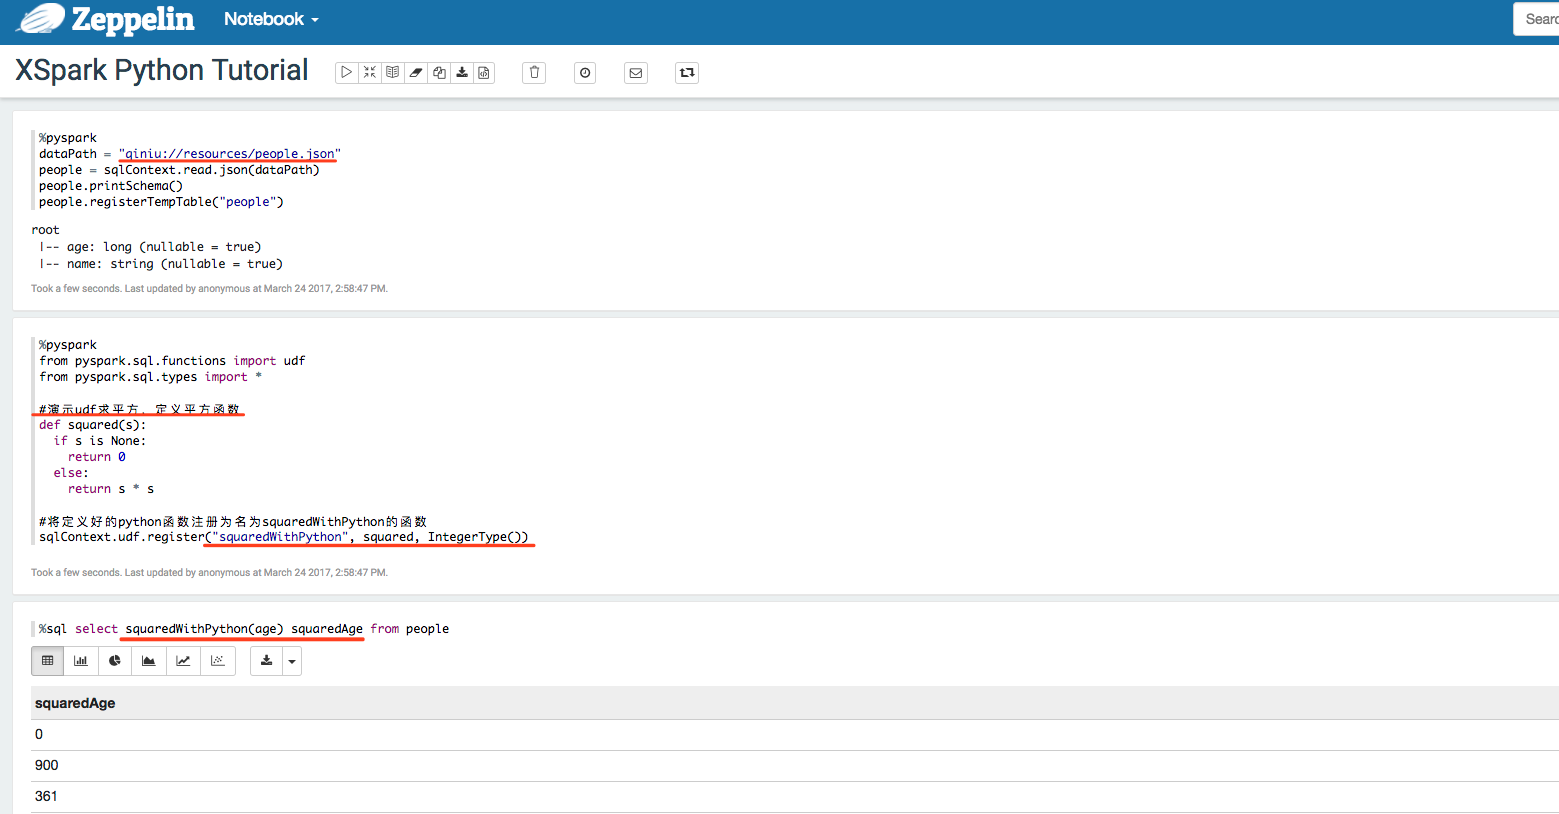 Zeppelin Notebook
XSpark Python Tutorial
%pyspark
dataPath = "qiniu://resources/people.json"
people = sqlContext.read.json(dataPath)
people.printSchema()
people.registerTempTable("people")
root
|-- age: long (nullable = true)
|-- name: string (nullable = true)
Took a few seconds. Last updated by anonymous at March 24 2017, 2:58:47 PM.
%pyspark
from pyspark.sql.functions import udf
from pyspark.sql.types import *
#演示udf求平方，定义平方函数
def squared(s):
if s is None:
return 0
else:
return s * s
#将定义好的python函数注册为名为squaredWithPython的函数
sqlContext.udf.register("squaredWithPython", squared, IntegerType())
Took a few seconds. Last updated by anonymous at March 24 2017, 2:58:47 PM.
%sql select squaredWithPython(age) squaredAge from people
squaredAge
0
900
361